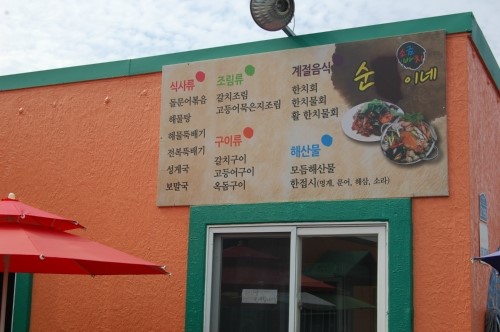 식사류
돌문어볶음
해물탕
해물뚝배기
전복뚝배기
성게국
보말국
조림류
갈치조림
고등어묵은지조림
구이류
갈치구이
고등어구이
옥돔구이
계절음식
한치회
한치물회
활 한치물회
해산물
모듬해산물
한접시(멍게, 문어, 해삼, 소라)
순
이네